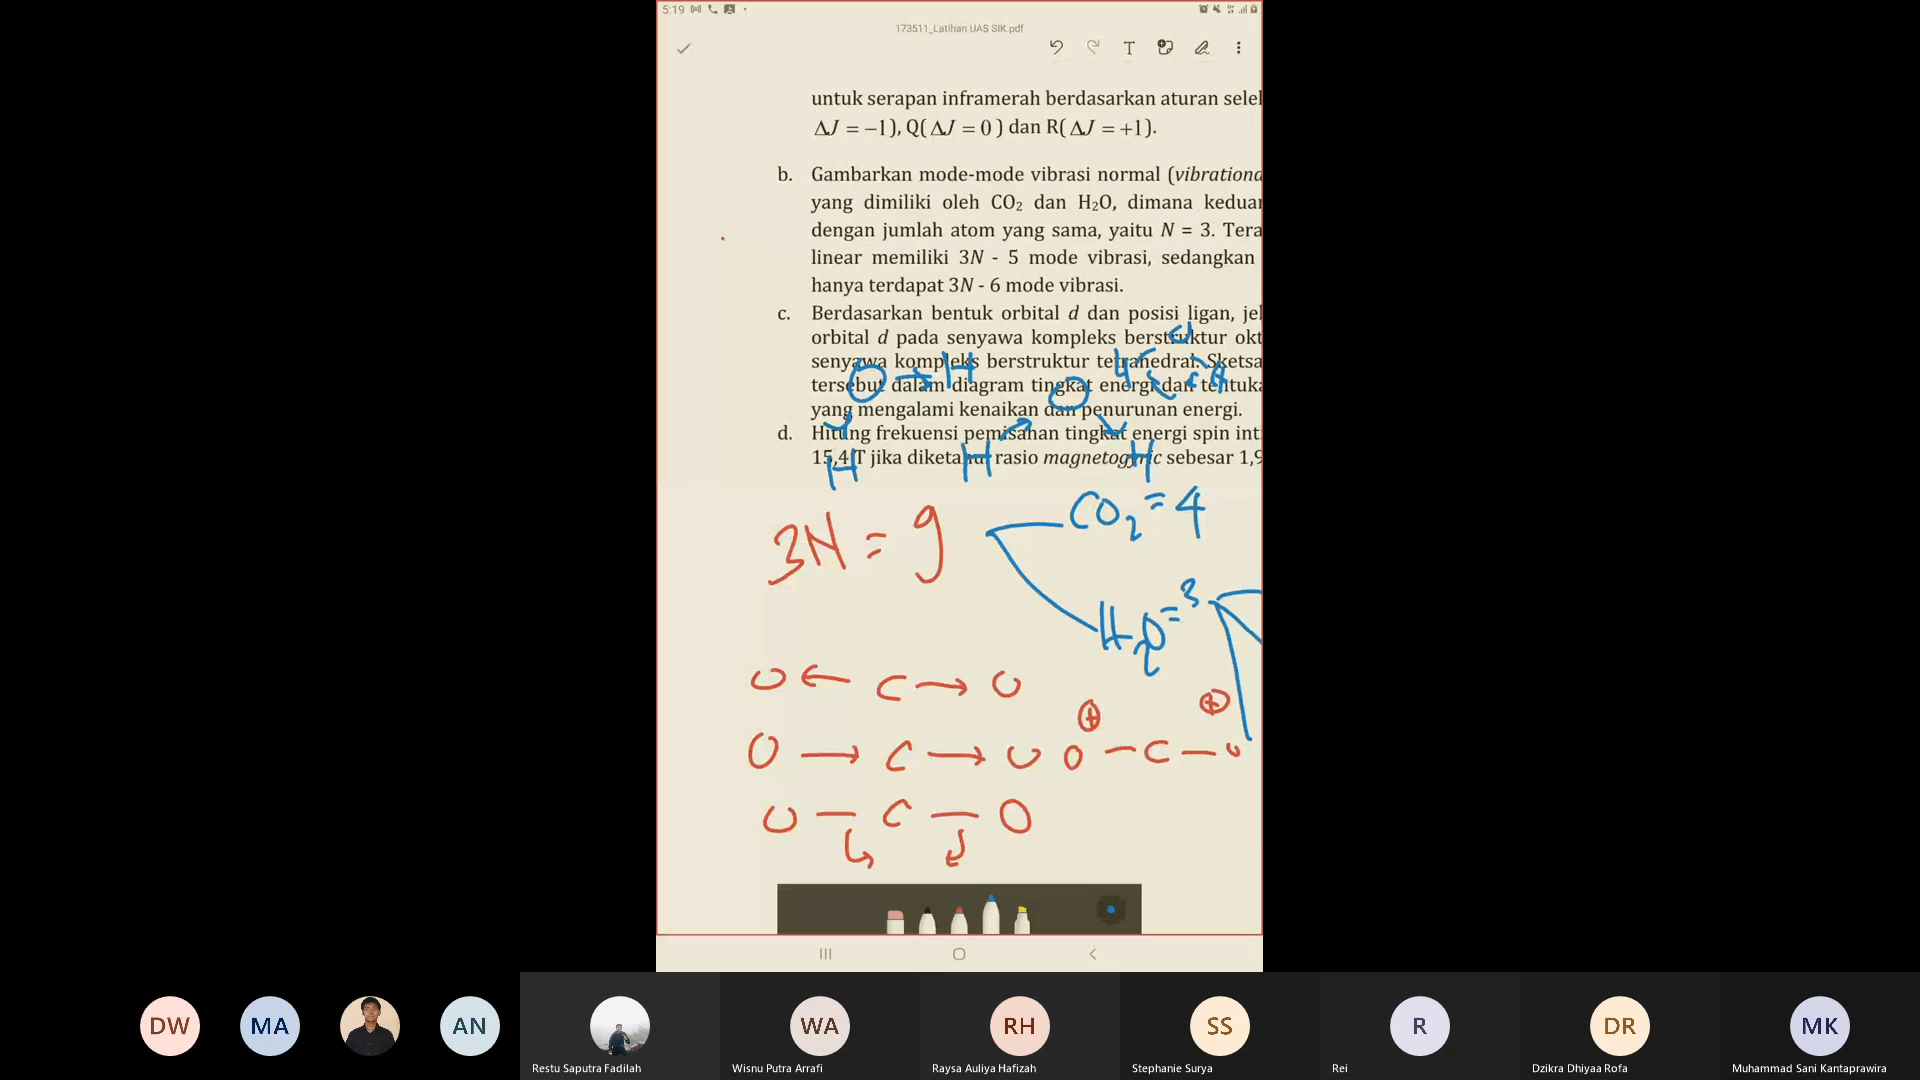 5:19
173511_Latihan UAS SIK.pdf
T
untuk serapan inframerah berdasarkan aturan sele
ΔJ = −1), Q( ΔJ = 0 ) dan R( ΔJ = +1).
b. Gambarkan mode-mode vibrasi normal (vibrationa
yang dimiliki oleh CO₂ dan H₂O, dimana kedua
dengan jumlah atom yang sama, yaitu N = 3. Tera
linear memiliki 3N - 5 mode vibrasi, sedangkan
hanya terdapat 3N - 6 mode vibrasi.
c. Berdasarkan bentuk orbital d dan posisi ligan, je
orbital d pada senyawa kompleks berstruktur okt
senyawa kompleks berstruktur tetrahedral. Sketsa
tersebut dalam diagram tingkat energi dan tentuka
yang mengalami kenaikan dan penurunan energi.
d. Hitung frekuensi pemisahan tingkat energi spin int
15,4 T jika diketahui rasio magnetogyric sebesar 1,9
O → H
H
O
H H
CO₂ = 4
3N = 9
H₂O = 3
O ← C → O
⊕ ⊕
O → C → O O — C — O
O — C — O
DW MA AN WA RH SS R DR MK
Restu Saputra Fadilah Wisnu Putra Arrafi Raysa Auliya Hafizah Stephanie Surya Rei Dzikra Dhiyaa Rofa Muhammad Sani Kantaprawira